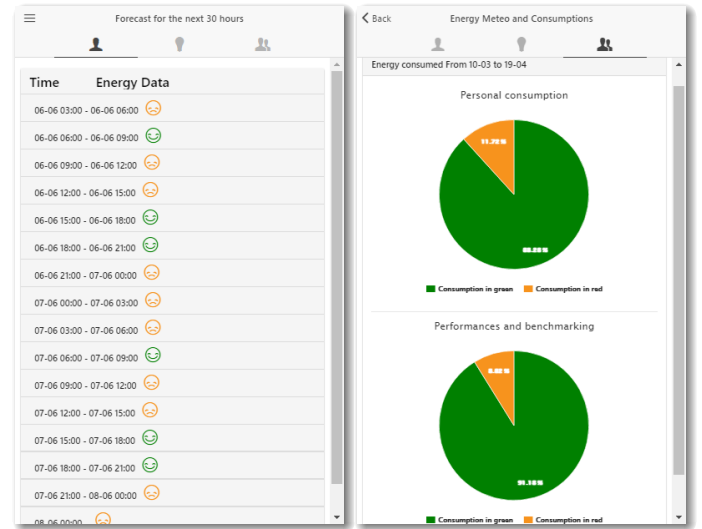 Forecast for the next 30 hours
Time Energy Data
06-06 03:00 - 06-06 06:00
06-06 06:00 - 06-06 09:00
06-06 09:00 - 06-06 12:00
06-06 12:00 - 06-06 15:00
06-06 15:00 - 06-06 18:00
06-06 18:00 - 06-06 21:00
06-06 21:00 - 07-06 00:00
07-06 00:00 - 07-06 03:00
07-06 03:00 - 07-06 06:00
07-06 06:00 - 07-06 09:00
07-06 09:00 - 07-06 12:00
07-06 12:00 - 07-06 15:00
07-06 15:00 - 07-06 18:00
07-06 18:00 - 07-06 21:00
07-06 21:00 - 08-06 00:00
08-06 00:00
Back Energy Meteo and Consumptions
Energy consumed From 10-03 to 19-04
Personal consumption
11.72 %
88.28 %
Consumption in green Consumption in red
Performances and benchmarking
91.18 %
Consumption in green Consumption in red